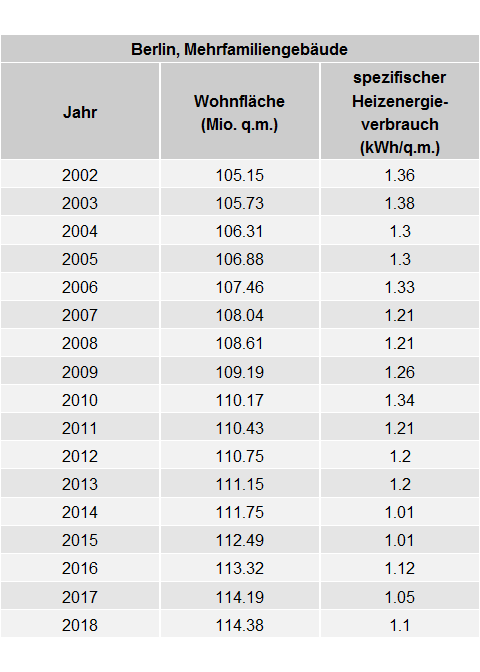 Berlin, Mehrfamiliengebäude
Jahr
Wohnfläche
(Mio. q.m.)
spezifischer
Heizenergie-
verbrauch
(kWh/q.m.)
2002 105.15 1.36
2003 105.73 1.38
2004 106.31 1.3
2005 106.88 1.3
2006 107.46 1.33
2007 108.04 1.21
2008 108.61 1.21
2009 109.19 1.26
2010 110.17 1.34
2011 110.43 1.21
2012 110.75 1.2
2013 111.15 1.2
2014 111.75 1.01
2015 112.49 1.01
2016 113.32 1.12
2017 114.19 1.05
2018 114.38 1.1